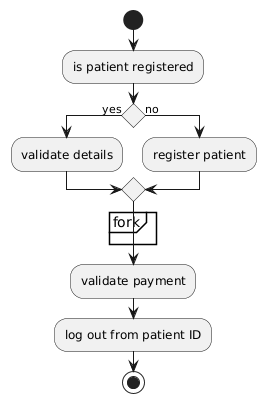 is patient registered
yes
no
validate details
register patient
fork
validate payment
log out from patient ID